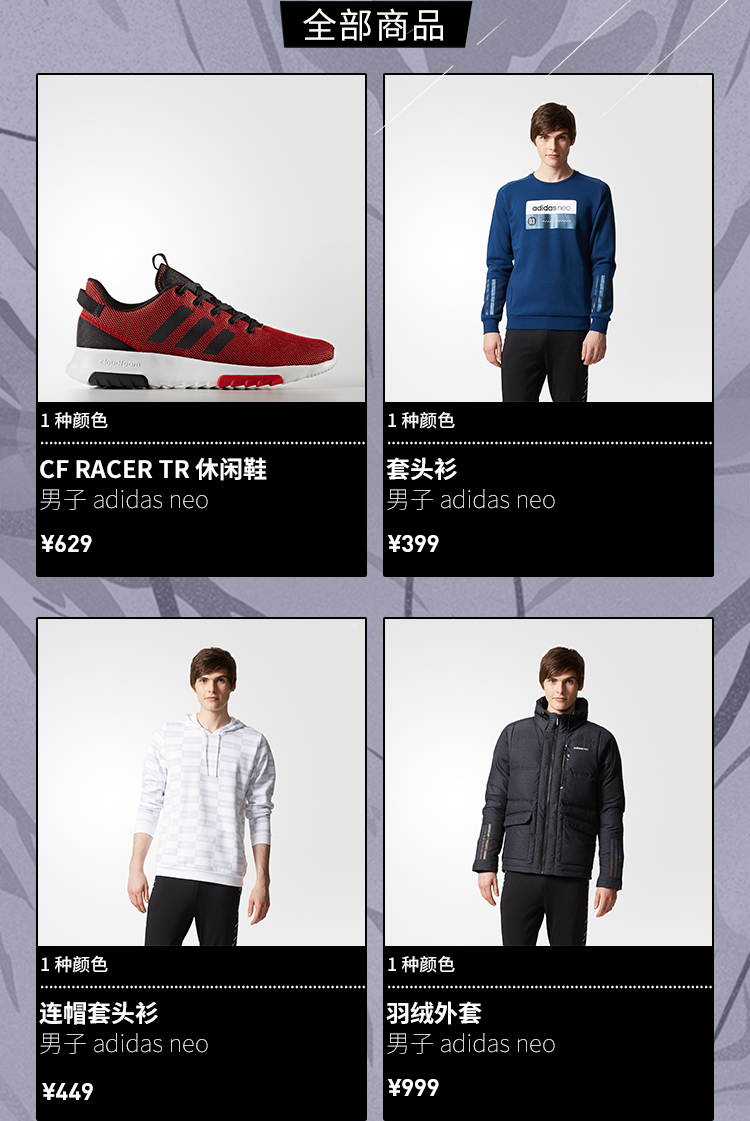 全部商品
cloudfoam
1 种颜色
CF RACER TR 休闲鞋
男子 adidas neo
¥629
adidas neo
1 种颜色
套头衫
男子 adidas neo
¥399
1 种颜色
连帽套头衫
男子 adidas neo
¥449
1 种颜色
羽绒外套
男子 adidas neo
¥999